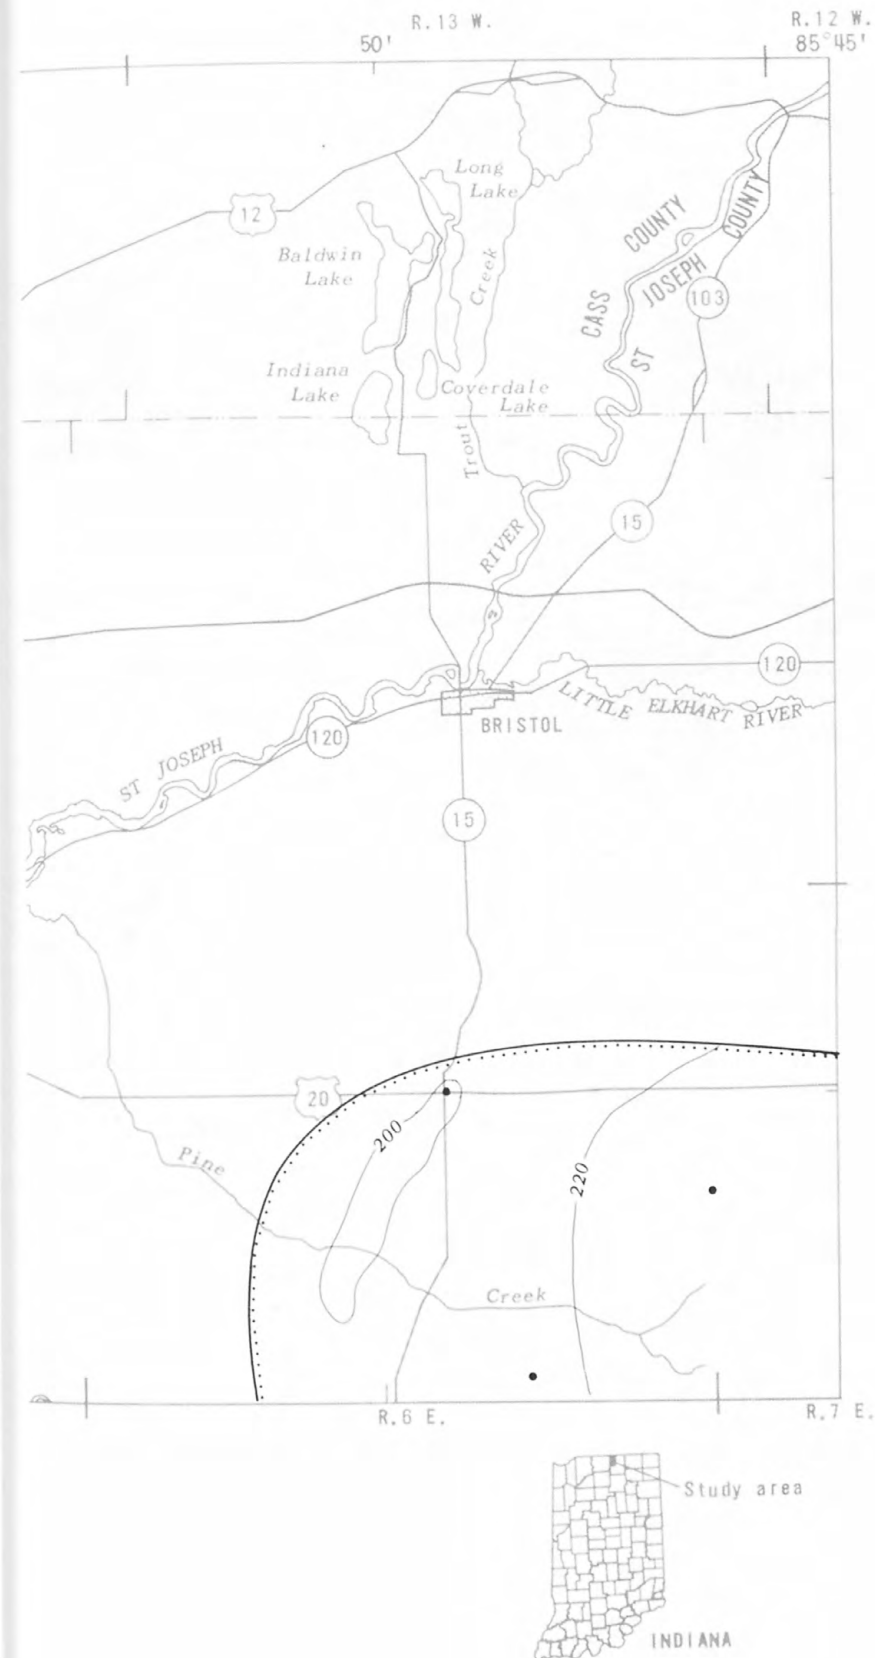 R.13 W.
R.12 W.
50'
85°45'
Long
Lake
12
COUNTY
COUNTY
Baldwin
Lake
Creek
JOSEPH
103
CASS
ST
Indiana
Lake
Coverdale
Lake
Trout
15
RIVER
120
LITTLE ELKHART RIVER
BRISTOL
120
ST JOSEPH
15
20
200
Pine
220
Creek
R.6 E.
R.7 E.
Study area
INDIANA